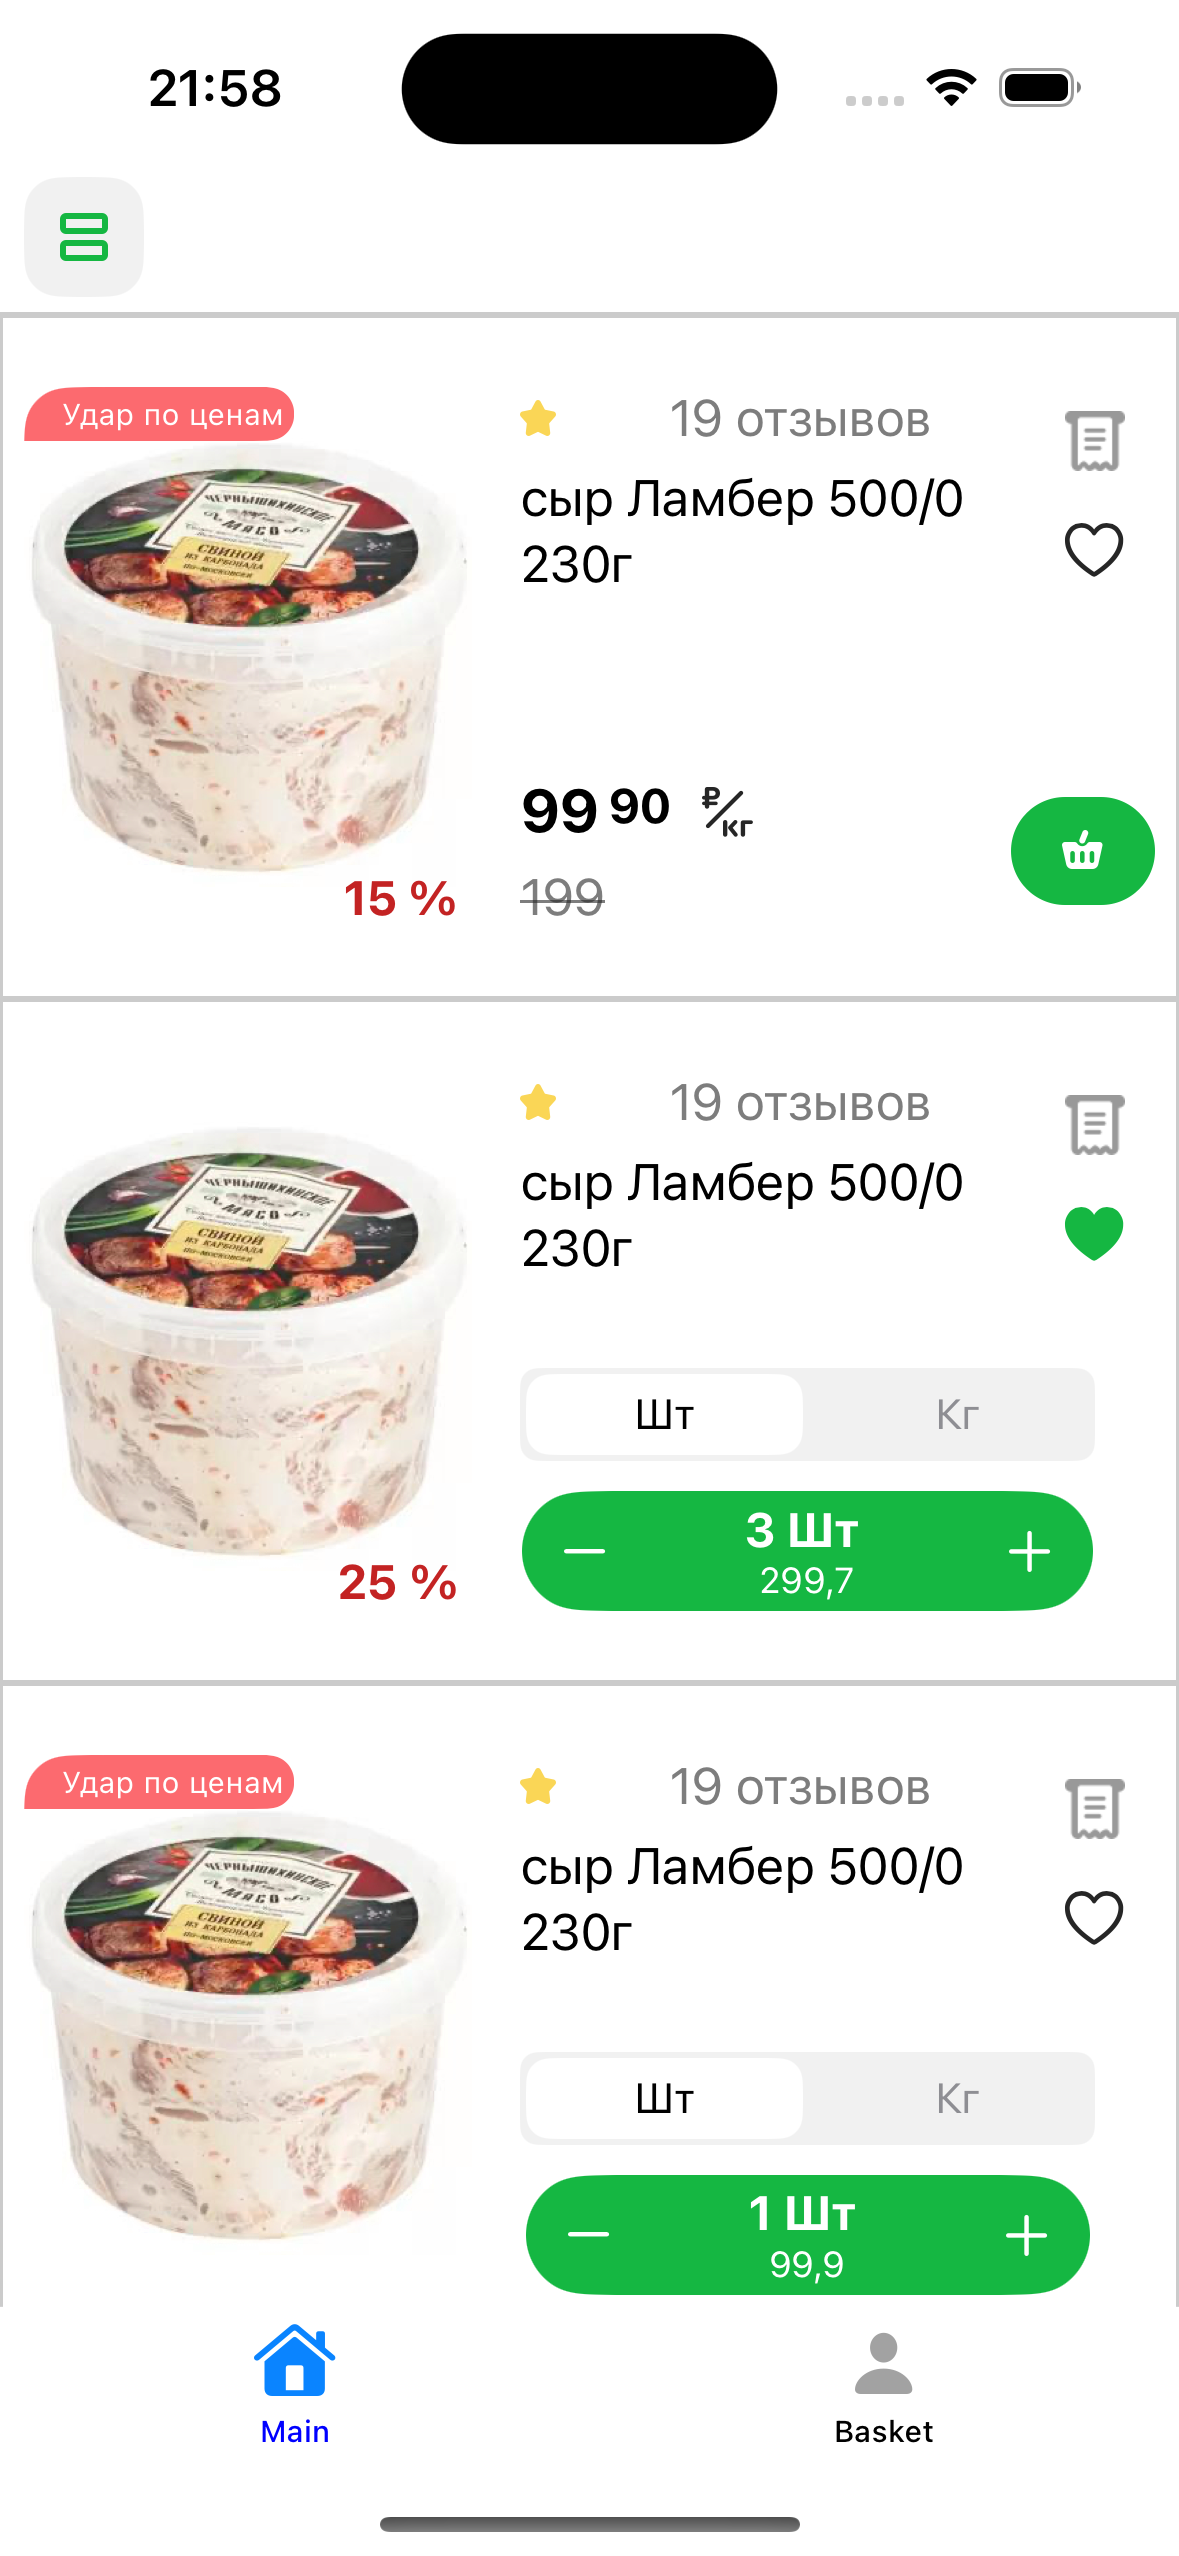 21:58
Удар по ценам
19 отзывов
сыр Ламбер 500/0
230г
ЧЕРНЫШИХИНСКОЕ
МЯСО
СВИНОЙ
ИЗ КАРБОНАДА
ПО-МОСКОВСКИ
99 90 ₽/кг
15 %
199
19 отзывов
сыр Ламбер 500/0
230г
ЧЕРНЫШИХИНСКОЕ
МЯСО
СВИНОЙ
ИЗ КАРБОНАДА
ПО-МОСКОВСКИ
Шт Кг
3 Шт
299,7
25 %
Удар по ценам
19 отзывов
сыр Ламбер 500/0
230г
ЧЕРНЫШИХИНСКОЕ
МЯСО
СВИНОЙ
ИЗ КАРБОНАДА
ПО-МОСКОВСКИ
Шт Кг
1 Шт
99,9
Main
Basket